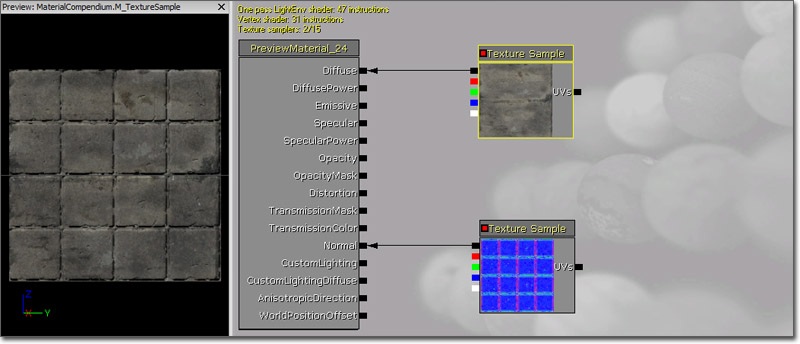 Preview: MaterialCompendium.M_TextureSample
One pass LightEnv shader: 47 instructions
Vertex shader: 31 instructions
Texture samplers: 2/15
PreviewMaterial_24
Diffuse
DiffusePower
Emissive
Specular
SpecularPower
Opacity
OpacityMask
Distortion
TransmissionMask
TransmissionColor
Normal
CustomLighting
CustomLightingDiffuse
AnisotropicDirection
WorldPositionOffset
Texture Sample
UVs
Texture Sample
UVs
Z
X Y